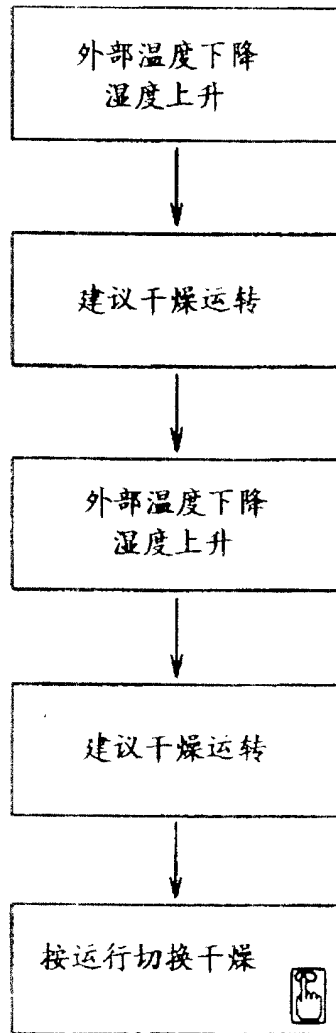 外部温度下降
湿度上升
建议干燥运转
外部温度下降
湿度上升
建议干燥运转
按运行切换干燥